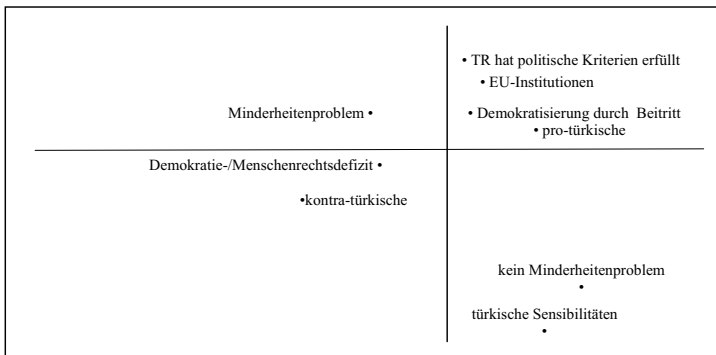 • TR hat politische Kriterien erfüllt
• EU-Institutionen
Minderheitenproblem •
• Demokratisierung durch Beitritt
• pro-türkische
Demokratie-/Menschenrechtsdefizit •
•kontra-türkische
kein Minderheitenproblem
•
türkische Sensibilitäten
•